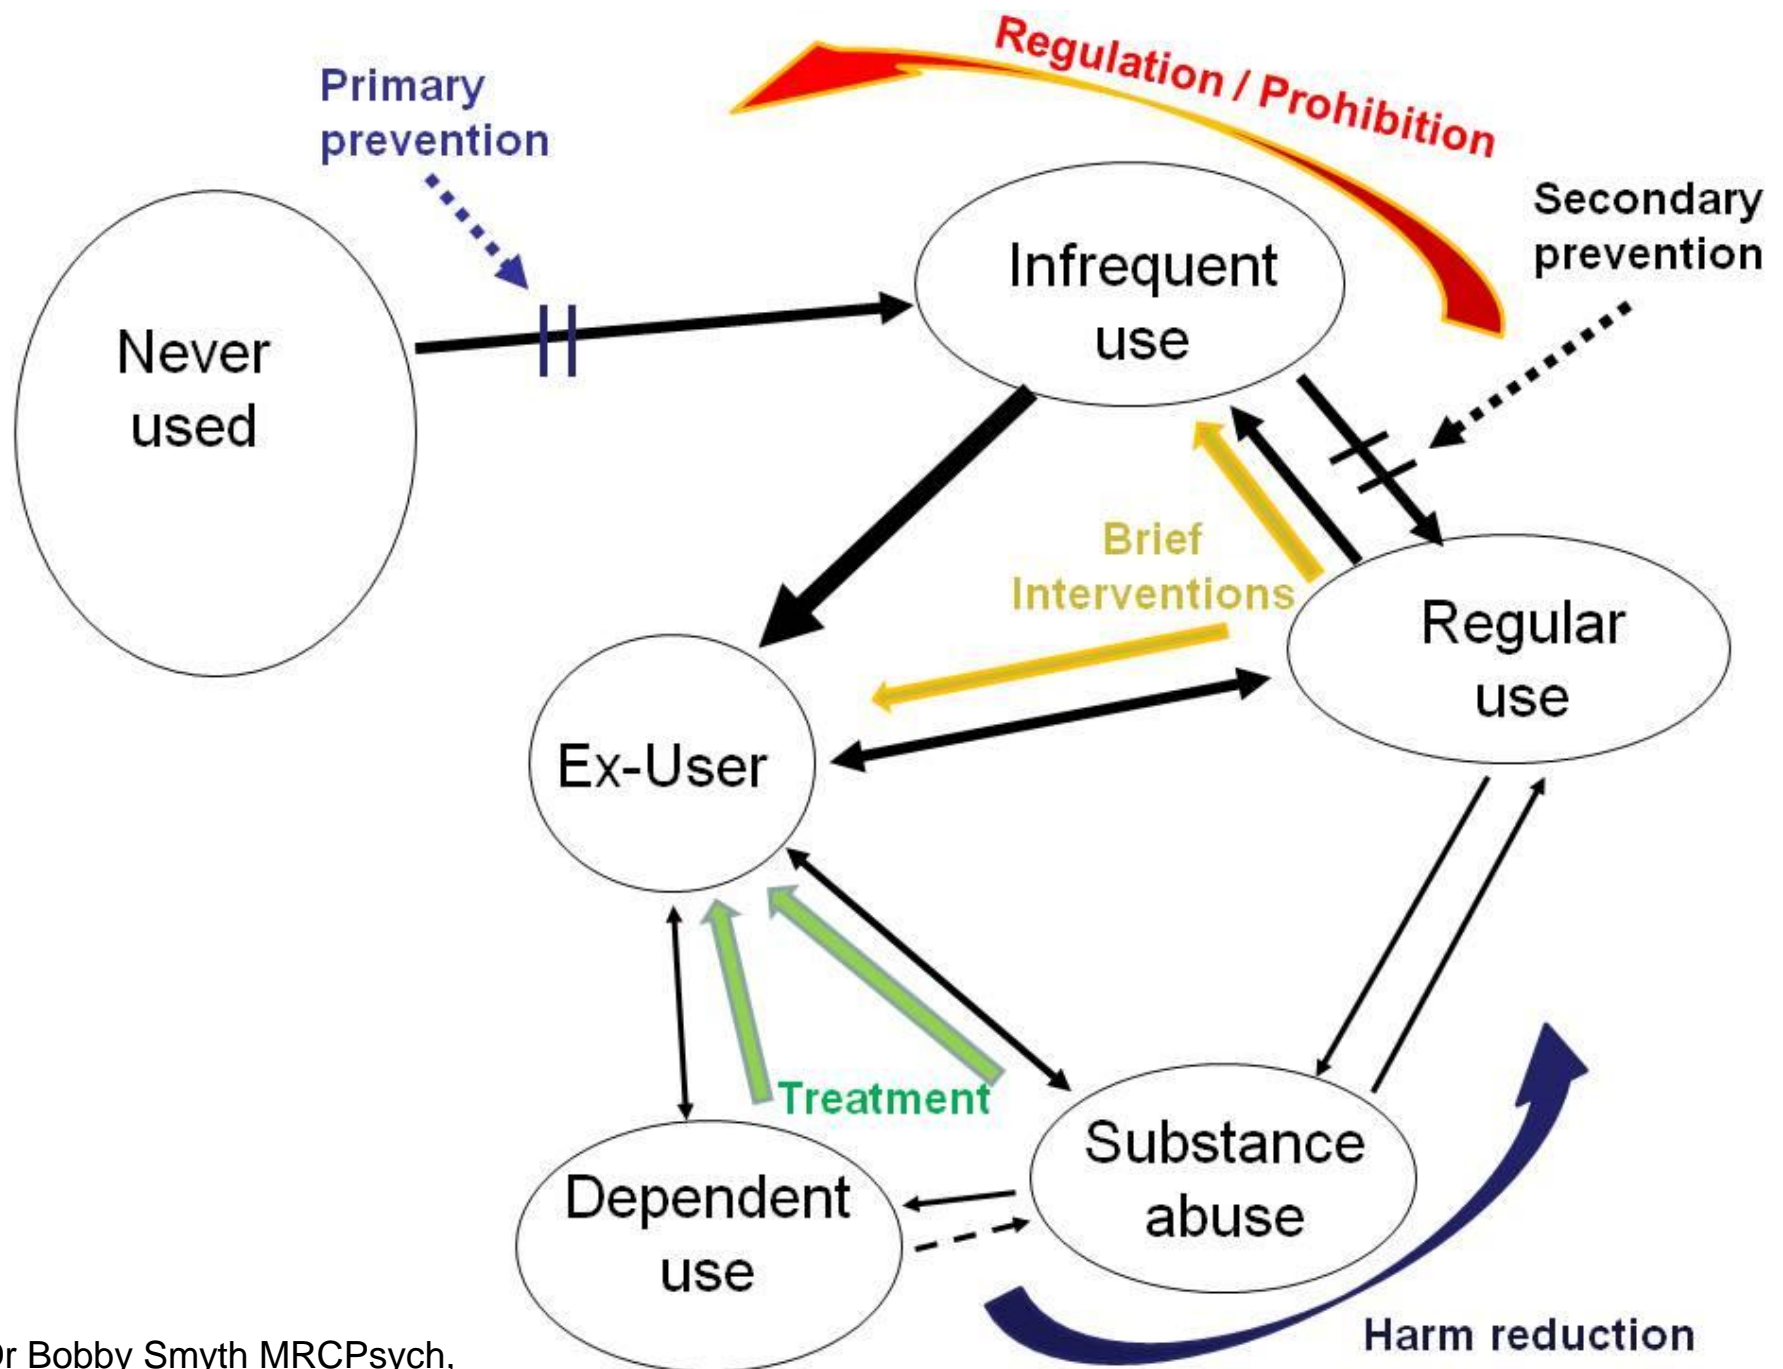 Regulation / Prohibition
Primary
prevention
Secondary
prevention
Never
used
Infrequent
use
Brief
Interventions
Regular
use
Ex-User
Treatment
Dependent
use
Substance
abuse
Harm reduction
Dr Bobby Smyth MRCPsych,